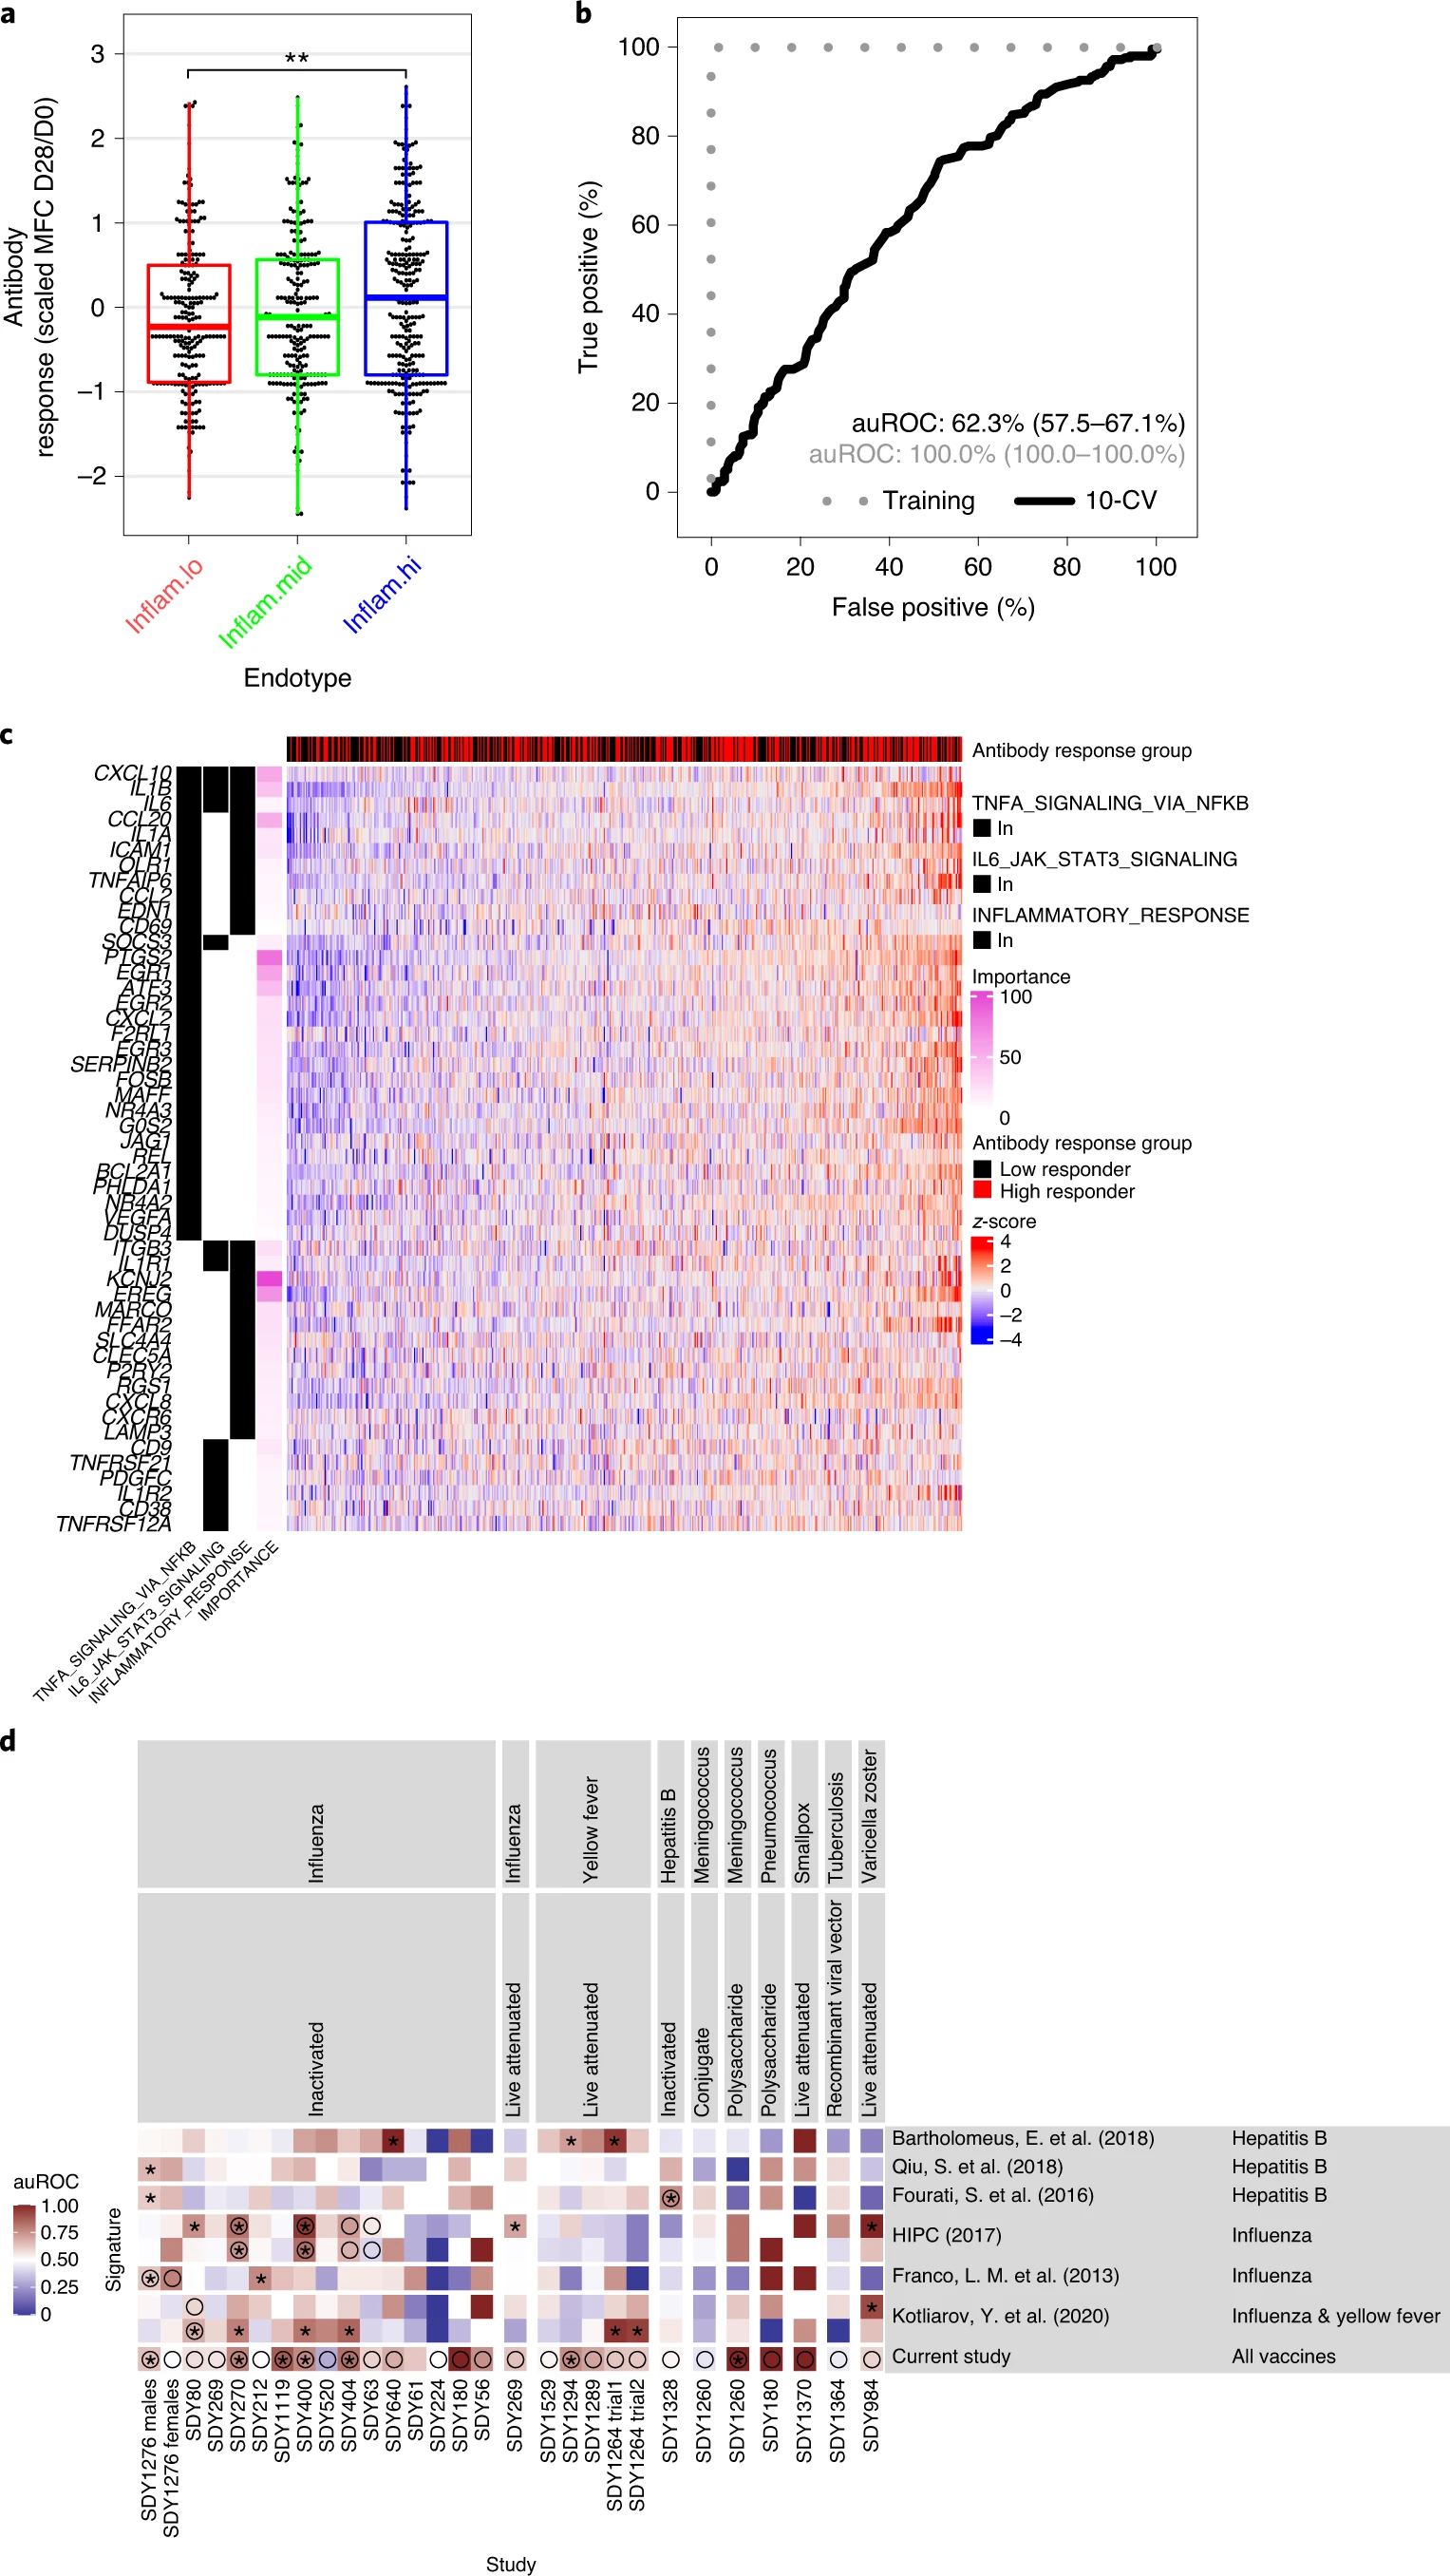 a
**
3
2
1
0
−1
−2
Antibody
response (scaled MFC D28/D0)
Inflam.lo
Inflam.mid
Inflam.hi
Endotype
b
100
80
60
40
20
0
True positive (%)
auROC: 62.3% (57.5–67.1%)
auROC: 100.0% (100.0–100.0%)
Training
10-CV
0
20
40
60
80
100
False positive (%)
c
Antibody response group
CXCL10
IL1B
IL6
CCL20
IL1A
ICAM1
OLR1
TNFAIP6
CCL2
EDN1
CD69
SOCS3
PTGS2
EGR1
ATF3
EGR2
CXCL2
F2RL1
EGR3
SERPINB2
FOSB
MAFF
NR4A3
G0S2
JAG1
REL
BCL2A1
PHLDA1
NR4A2
VEGFA
DUSP4
ITGB3
IL1R1
KCNJ2
EREG
MARCO
FFAR2
SLC4A4
CLEC5A
P2RY2
RGS1
CXCL8
CXCR6
LAMP3
CD9
TNFRSF21
PDGFC
IL1R2
CD38
TNFRSF12A
TNFA_SIGNALING_VIA_NFKB
IL6_JAK_STAT3_SIGNALING
INFLAMMATORY_RESPONSE
IMPORTANCE
TNFA_SIGNALING_VIA_NFKB
In
IL6_JAK_STAT3_SIGNALING
In
INFLAMMATORY_RESPONSE
In
Importance
100
50
0
Antibody response group
Low responder
High responder
z-score
4
2
0
−2
−4
d
Influenza
Influenza
Yellow fever
Hepatitis B
Meningococcus
Meningococcus
Pneumococcus
Smallpox
Tuberculosis
Varicella zoster
Inactivated
Live attenuated
Live attenuated
Inactivated
Conjugate
Polysaccharide
Polysaccharide
Live attenuated
Recombinant viral vector
Live attenuated
auROC
1.00
0.75
0.50
0.25
0
Signature
Bartholomeus, E. et al. (2018) Hepatitis B
Qiu, S. et al. (2018) Hepatitis B
Fourati, S. et al. (2016) Hepatitis B
HIPC (2017) Influenza
Franco, L. M. et al. (2013) Influenza
Kotliarov, Y. et al. (2020) Influenza & yellow fever
Current study All vaccines
SDY1276 males
SDY1276 females
SDY80
SDY269
SDY270
SDY212
SDY1119
SDY400
SDY520
SDY404
SDY63
SDY640
SDY61
SDY224
SDY180
SDY56
SDY269
SDY1529
SDY1294
SDY1289
SDY1264 trial1
SDY1264 trial2
SDY1328
SDY1260
SDY1260
SDY180
SDY1370
SDY1364
SDY984
Study